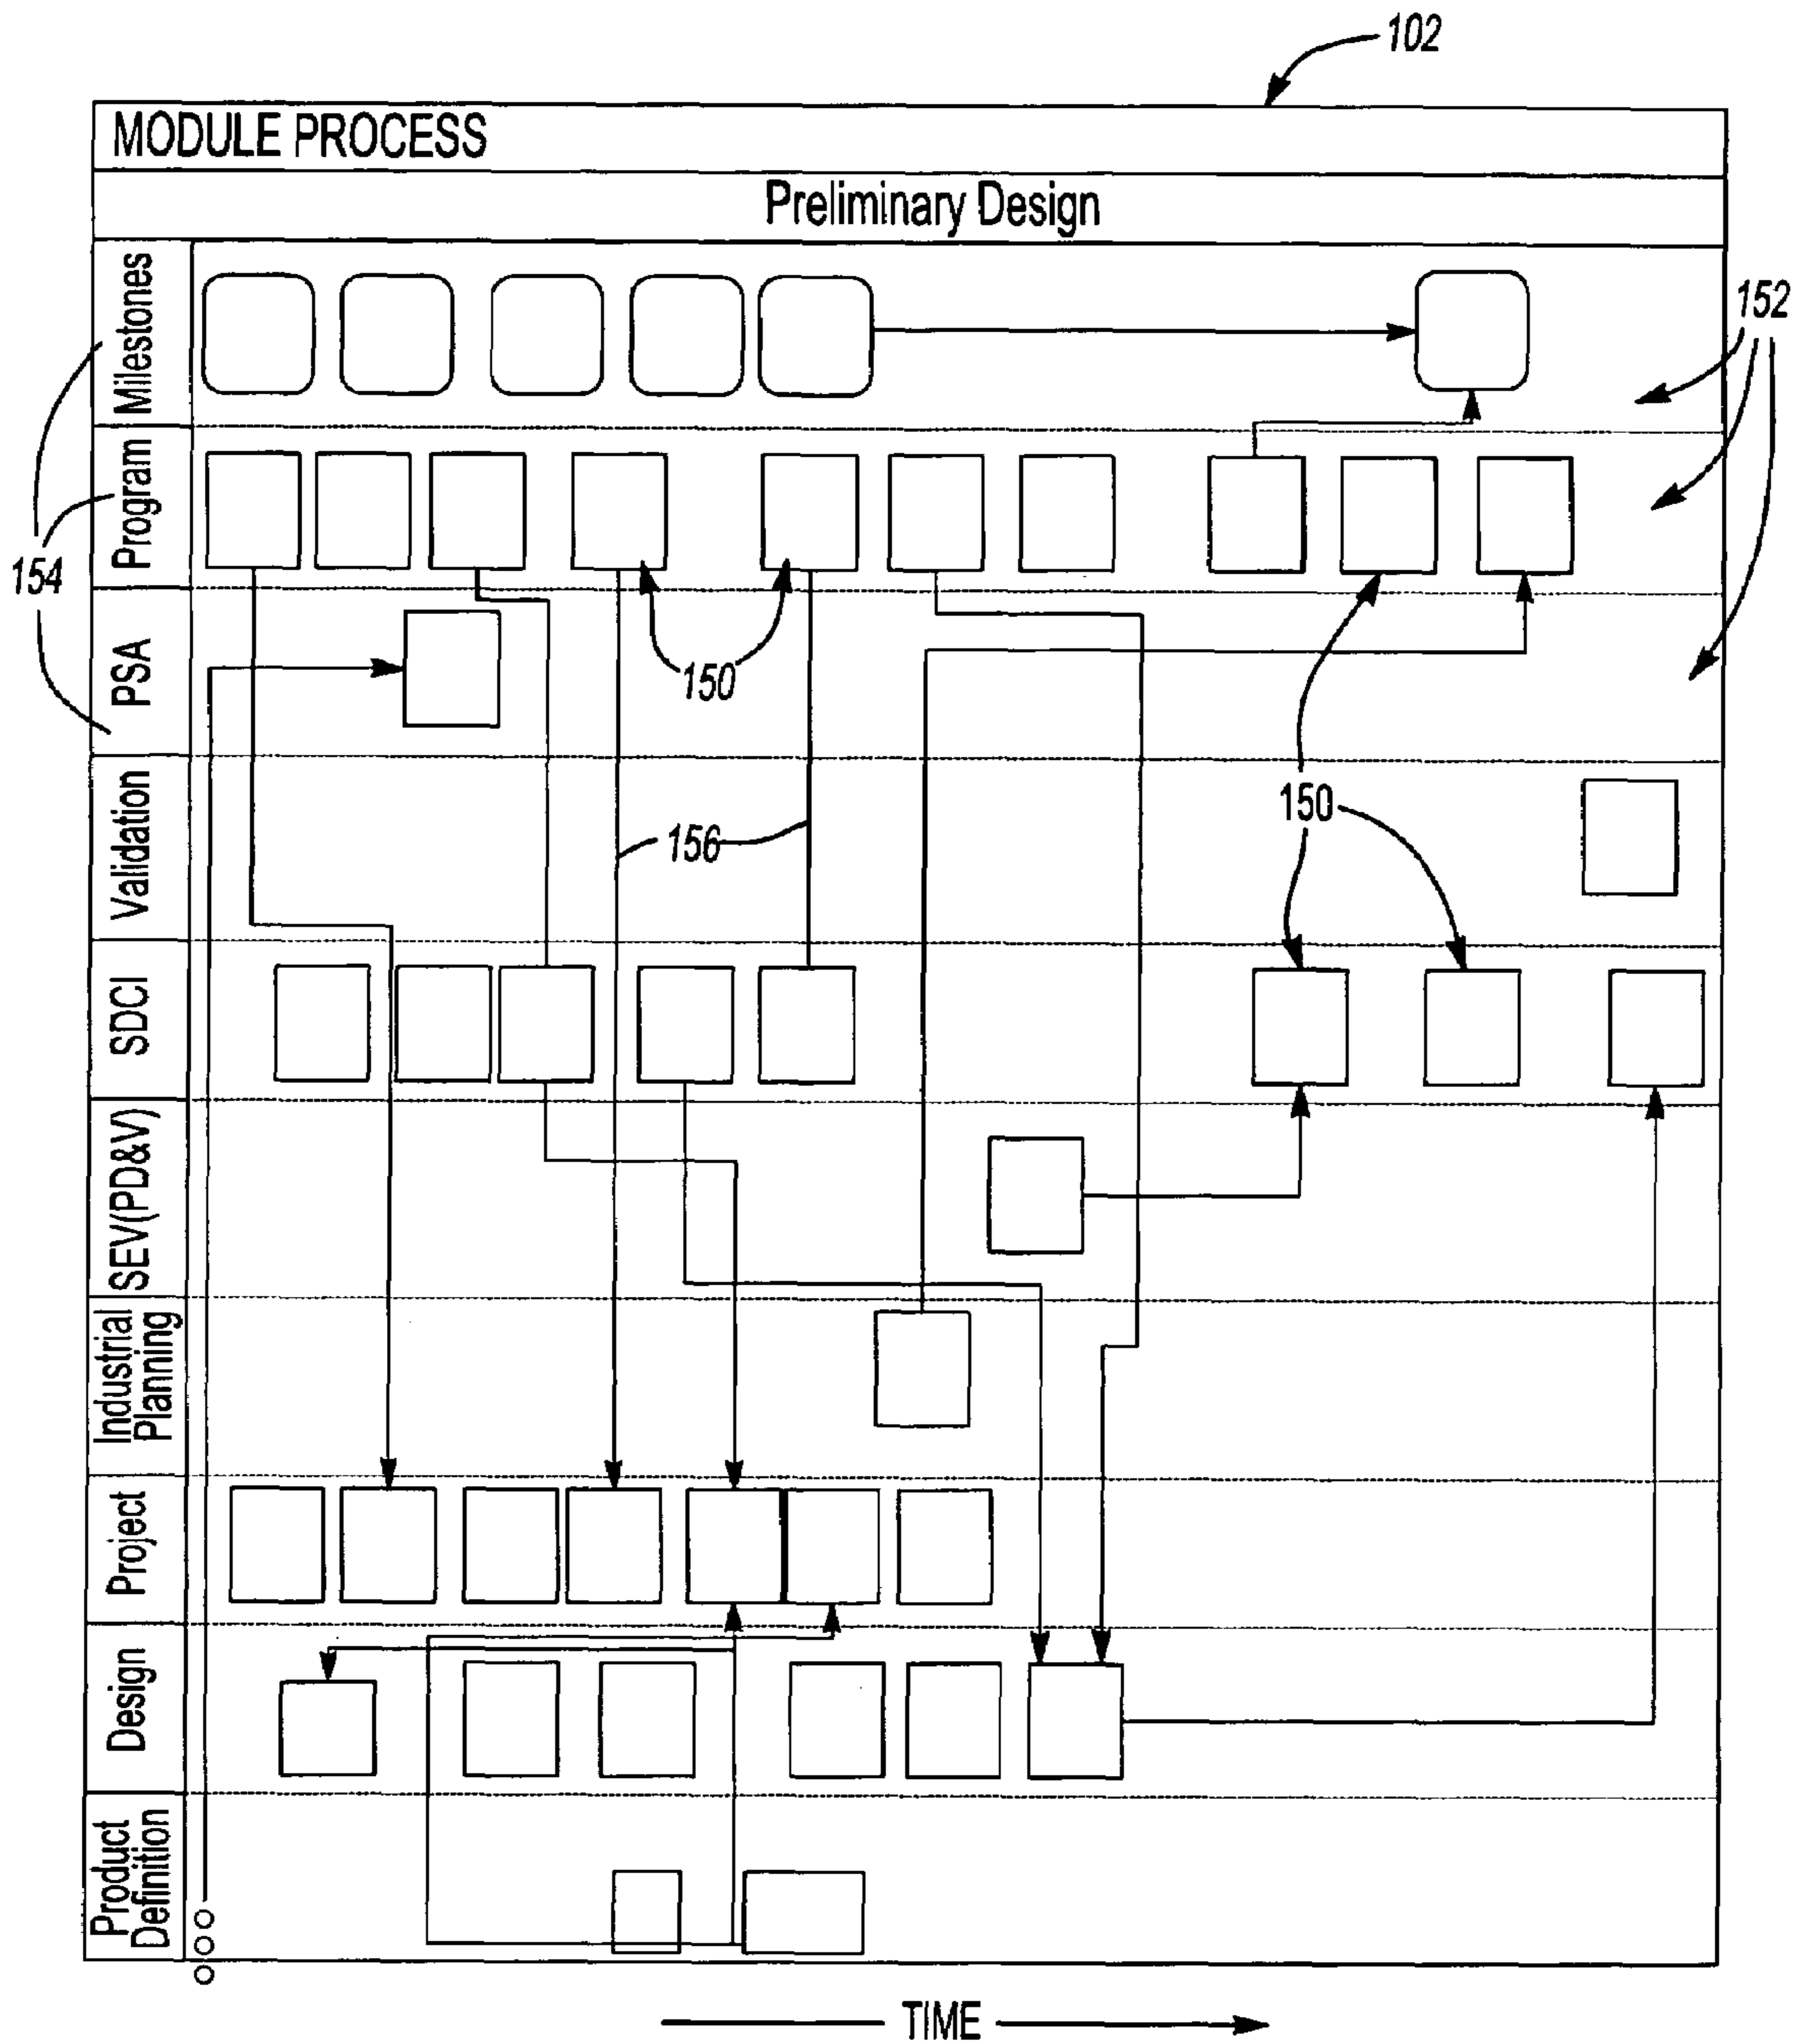 102
MODULE PROCESS
Preliminary Design
Milestones
152
Program
154
PSA
150
Validation
156
150
SDCI
SEV(PD&V)
Industrial
Planning
Project
Design
Product
Definition
TIME